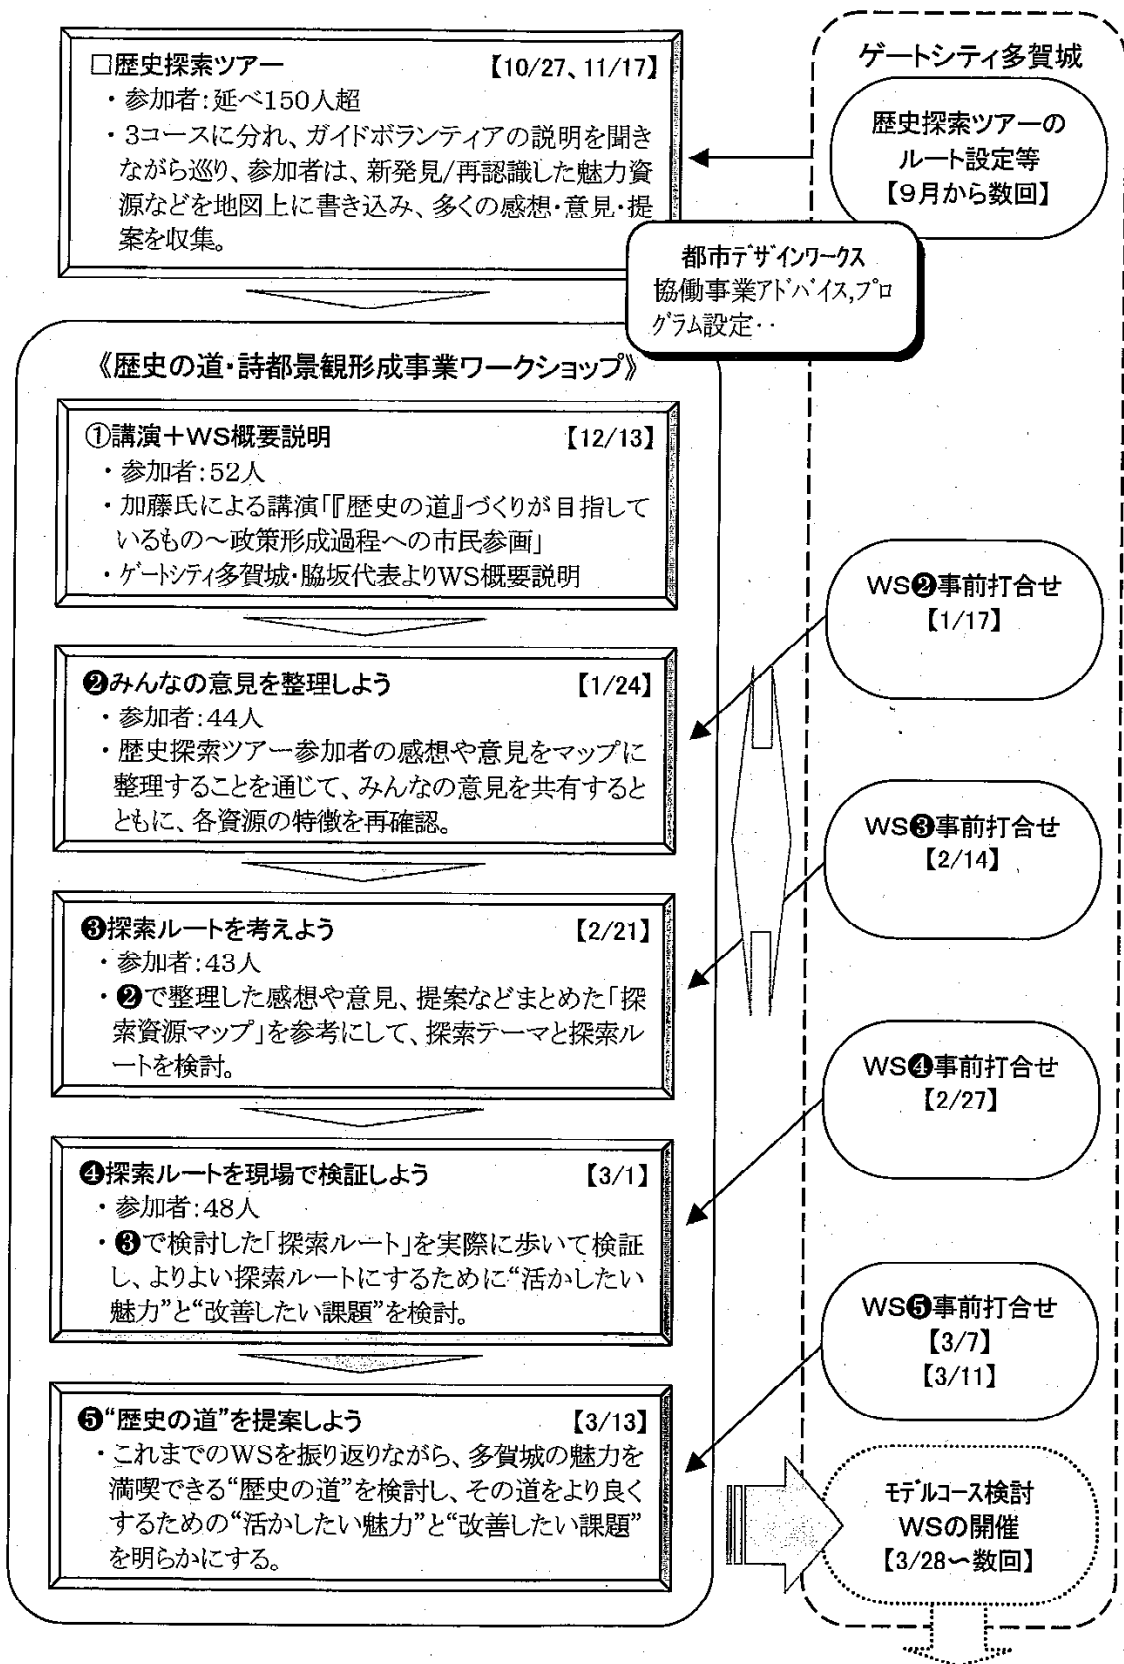 □歴史探索ツアー 【10/27、11/17】
・参加者:延べ150人超
・3コースに分れ、ガイドボランティアの説明を聞き
ながら巡り、参加者は、新発見/再認識した魅力資
源などを地図上に書き込み、多くの感想・意見・提
案を収集。
ゲートシティ多賀城
歴史探索ツアーの
ルート設定等
【9月から数回】
都市デザインワークス
協働事業アドバイス,プロ
グラム設定‥
《歴史の道・詩都景観形成事業ワークショップ》
①講演+WS概要説明 【12/13】
・参加者:52人
・加藤氏による講演「『歴史の道』づくりが目指して
いるもの～政策形成過程への市民参画」
・ゲートシティ多賀城・脇坂代表よりWS概要説明
WS❷事前打合せ
【1/17】
❷みんなの意見を整理しよう 【1/24】
・参加者:44人
・歴史探索ツアー参加者の感想や意見をマップに
整理することを通じて、みんなの意見を共有すると
ともに、各資源の特徴を再確認。
WS❸事前打合せ
【2/14】
❸探索ルートを考えよう 【2/21】
・参加者:43人
・❷で整理した感想や意見、提案などまとめた「探
索資源マップ」を参考にして、探索テーマと探索ル
ートを検討。
WS❹事前打合せ
【2/27】
❹探索ルートを現場で検証しよう 【3/1】
・参加者:48人
・❸で検討した「探索ルート」を実際に歩いて検証
し、よりよい探索ルートにするために“活かしたい
魅力”と“改善したい課題”を検討。
WS❺事前打合せ
【3/7】
【3/11】
❺“歴史の道”を提案しよう 【3/13】
・これまでのWSを振り返りながら、多賀城の魅力を
満喫できる“歴史の道”を検討し、その道をより良く
するための“活かしたい魅力”と“改善したい課題”
を明らかにする。
モデルコース検討
WSの開催
【3/28～数回】